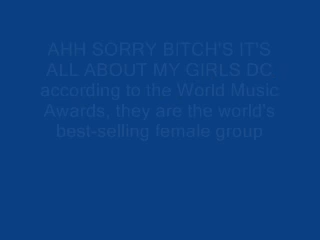 AHH SORRY BITCH'S IT'S
ALL ABOUT MY GIRLS DC
according to the World Music
Awards, they are the world's
best-selling female group